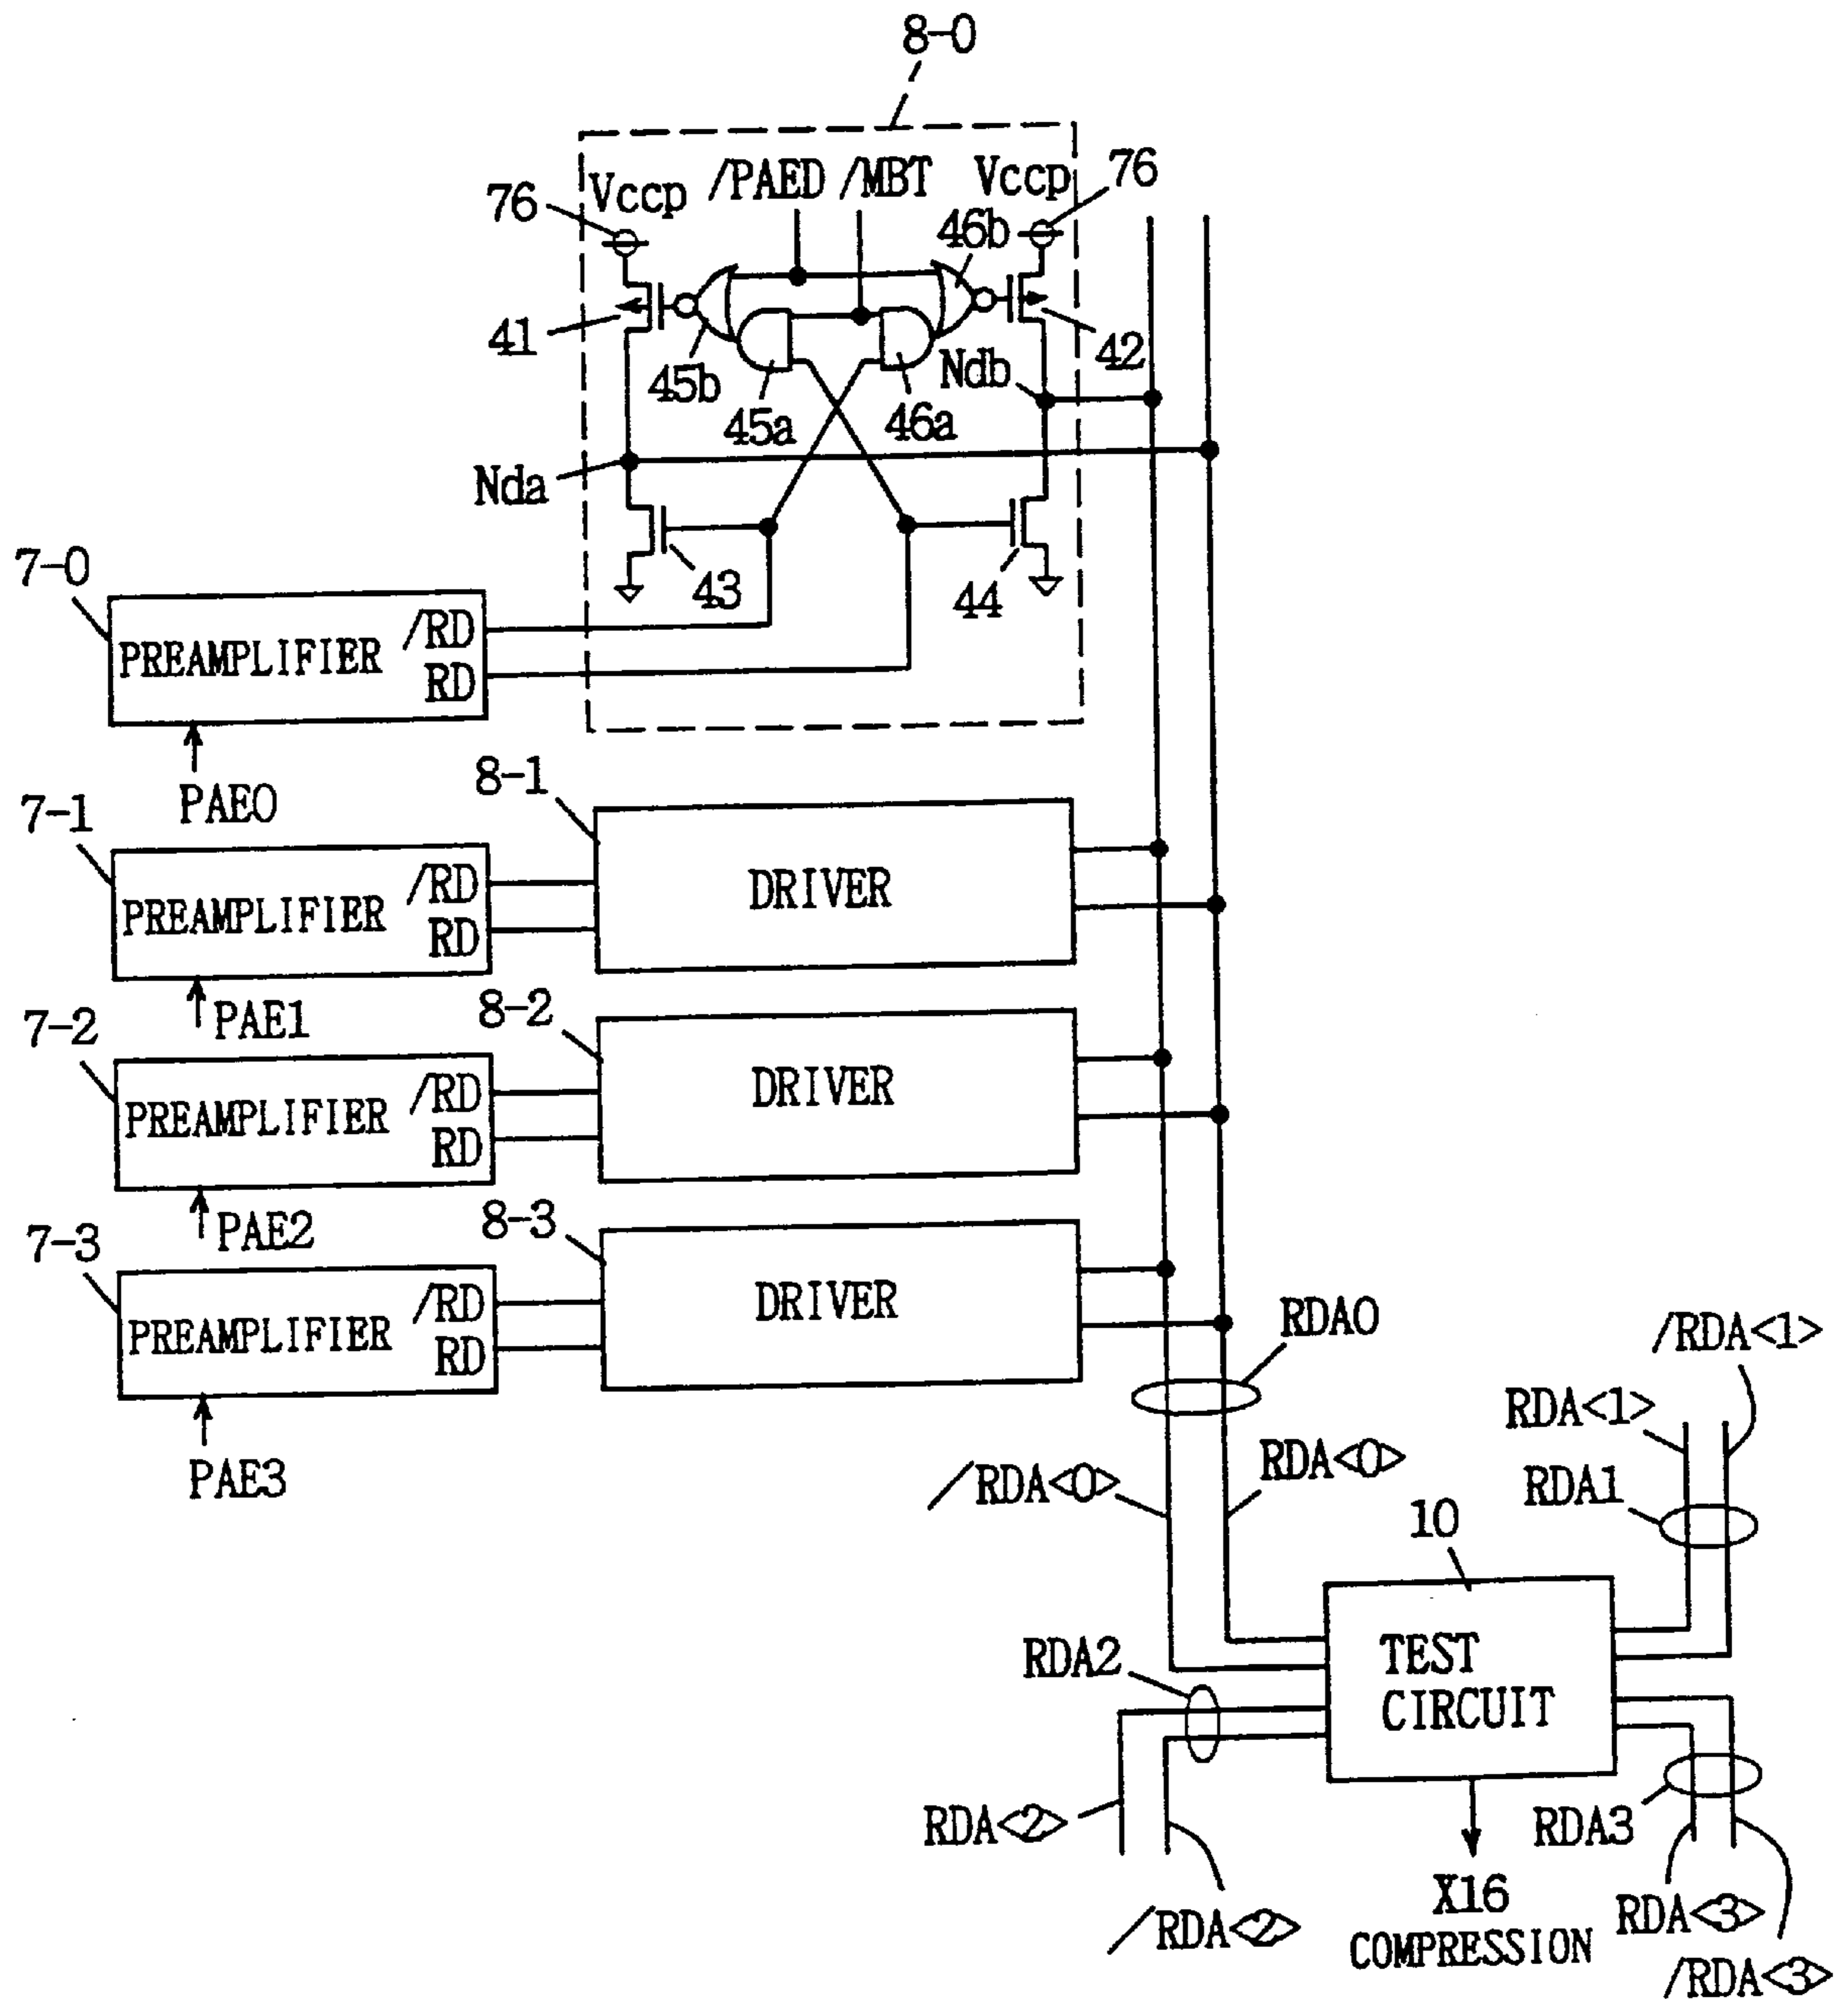 8-0
76
Vccp
/PAED
/MBT
Vccp
76
46b
41
45b
45a
46a
Ndb
42
Nda
43
44
7-0
PREAMPLIFIER
/RD
RD
PAE0
8-1
7-1
PREAMPLIFIER
/RD
RD
DRIVER
PAE1
8-2
7-2
PREAMPLIFIER
/RD
RD
DRIVER
PAE2
8-3
7-3
PREAMPLIFIER
/RD
RD
DRIVER
PAE3
RDA0
/RDA<1>
RDA<1>
/RDA<0>
RDA<0>
RDA1
10
RDA2
TEST
CIRCUIT
RDA<2>
RDA3
/RDA<2>
X16
COMPRESSION
RDA<3>
/RDA<3>